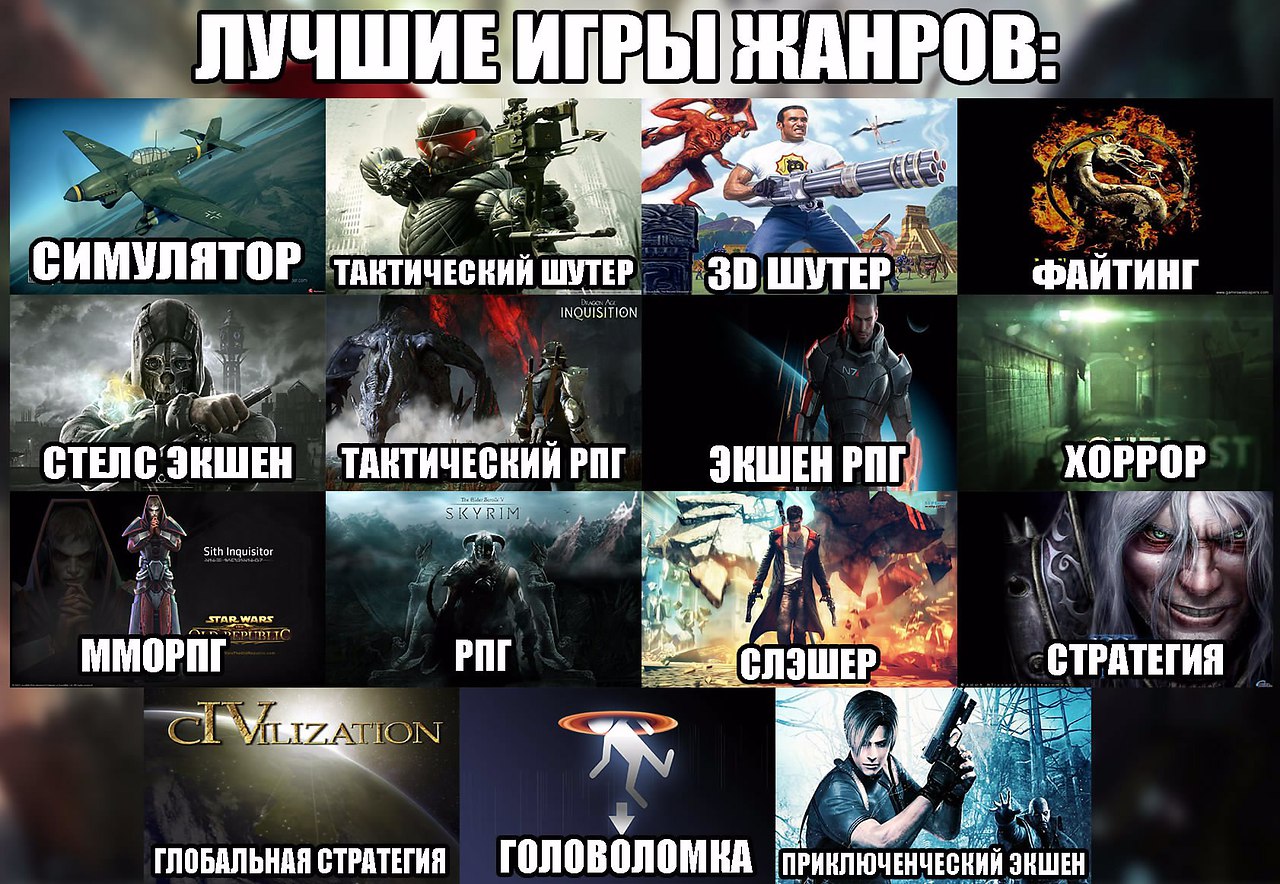 ЛУЧШИЕ ИГРЫ ЖАНРОВ:
СИМУЛЯТОР
ТАКТИЧЕСКИЙ ШУТЕР
3D ШУТЕР
ФАЙТИНГ
СТЕЛС ЭКШЕН
DRAGON AGE
INQUISITION
ТАКТИЧЕСКИЙ РПГ
N7
ЭКШЕН РПГ
ХОРРОР
Sith Inquisitor
STAR WARS
OLD REPUBLIC
ММОРПГ
The Elder Scrolls V
SKYRIM
РПГ
СЛЭШЕР
СТРАТЕГИЯ
CIVILIZATION
ГЛОБАЛЬНАЯ СТРАТЕГИЯ
ГОЛОВОЛОМКА
ПРИКЛЮЧЕНЧЕСКИЙ ЭКШЕН